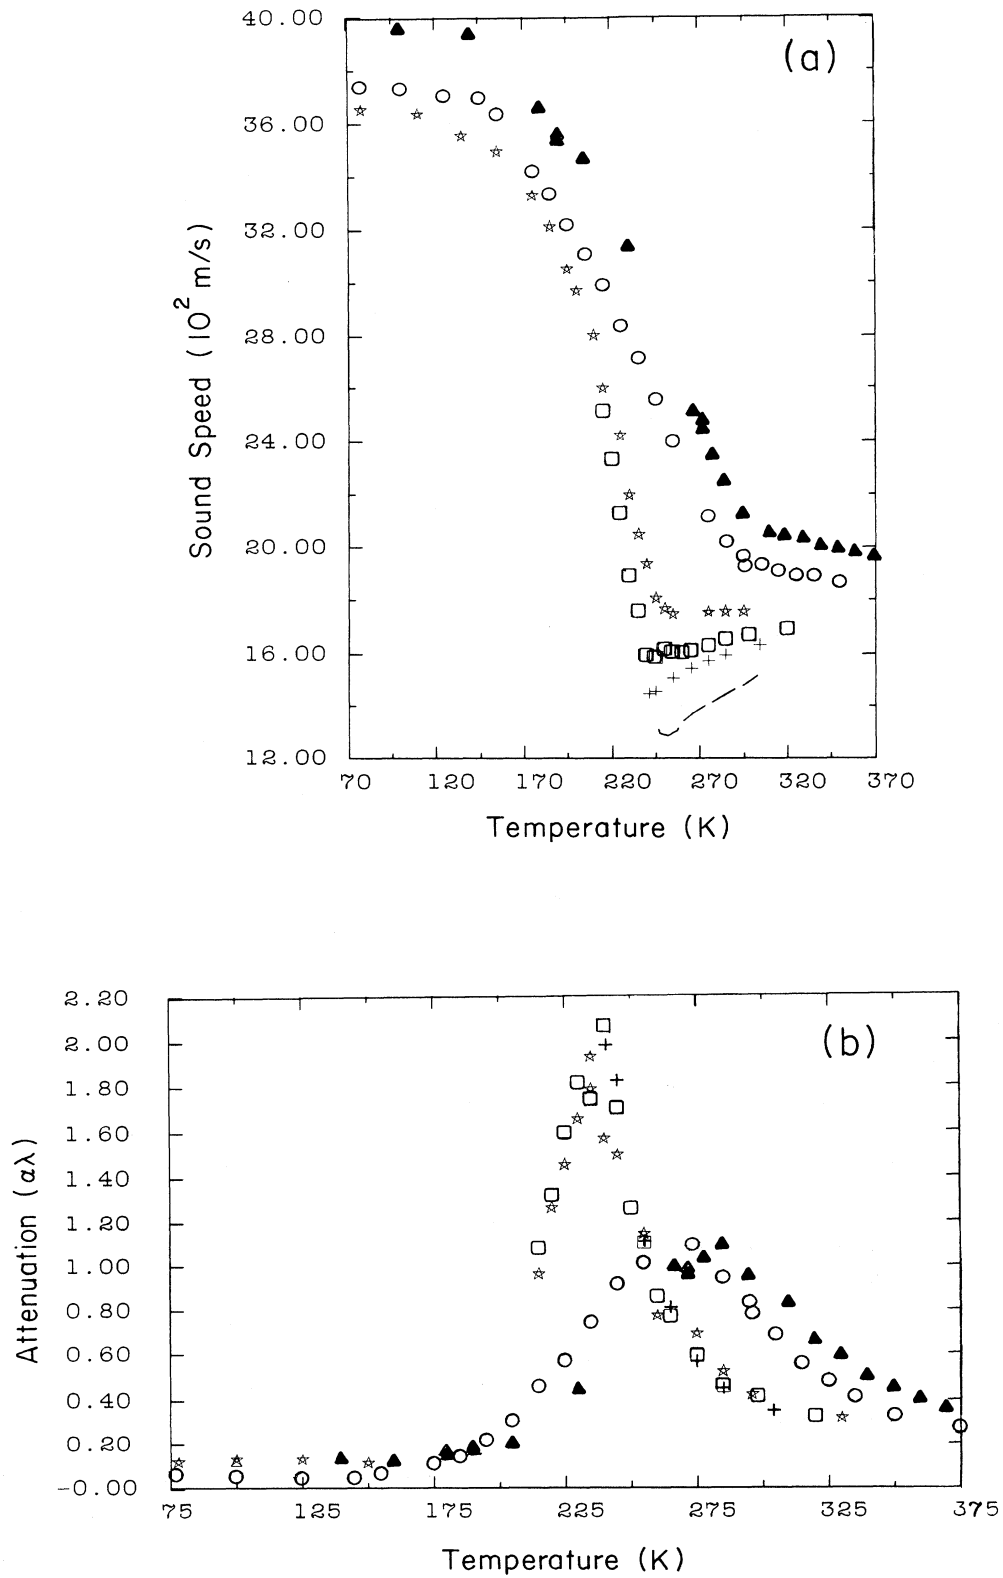 40.00
(a)
36.00
32.00
28.00
24.00
20.00
16.00
12.00
Sound Speed (10² m/s)
70 120 170 220 270 320 370
Temperature (K)
2.20
(b)
2.00
1.80
1.60
1.40
1.20
1.00
0.80
0.60
0.40
0.20
-0.00
Attenuation (αλ)
75 125 175 225 275 325 375
Temperature (K)